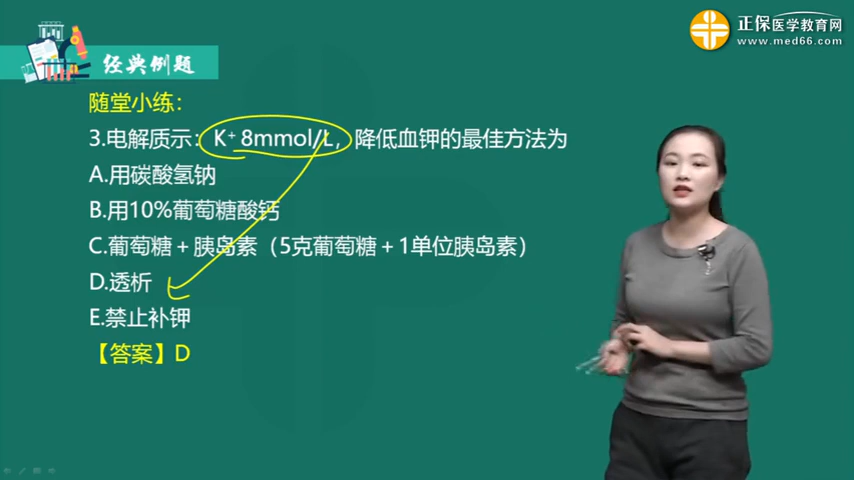 正保医学教育网
www.med66.com
经典例题
随堂小练：
3.电解质示：K⁺ 8mmol/L，降低血钾的最佳方法为
A.用碳酸氢钠
B.用10%葡萄糖酸钙
C.葡萄糖＋胰岛素（5克葡萄糖＋1单位胰岛素）
D.透析
E.禁止补钾
【答案】D